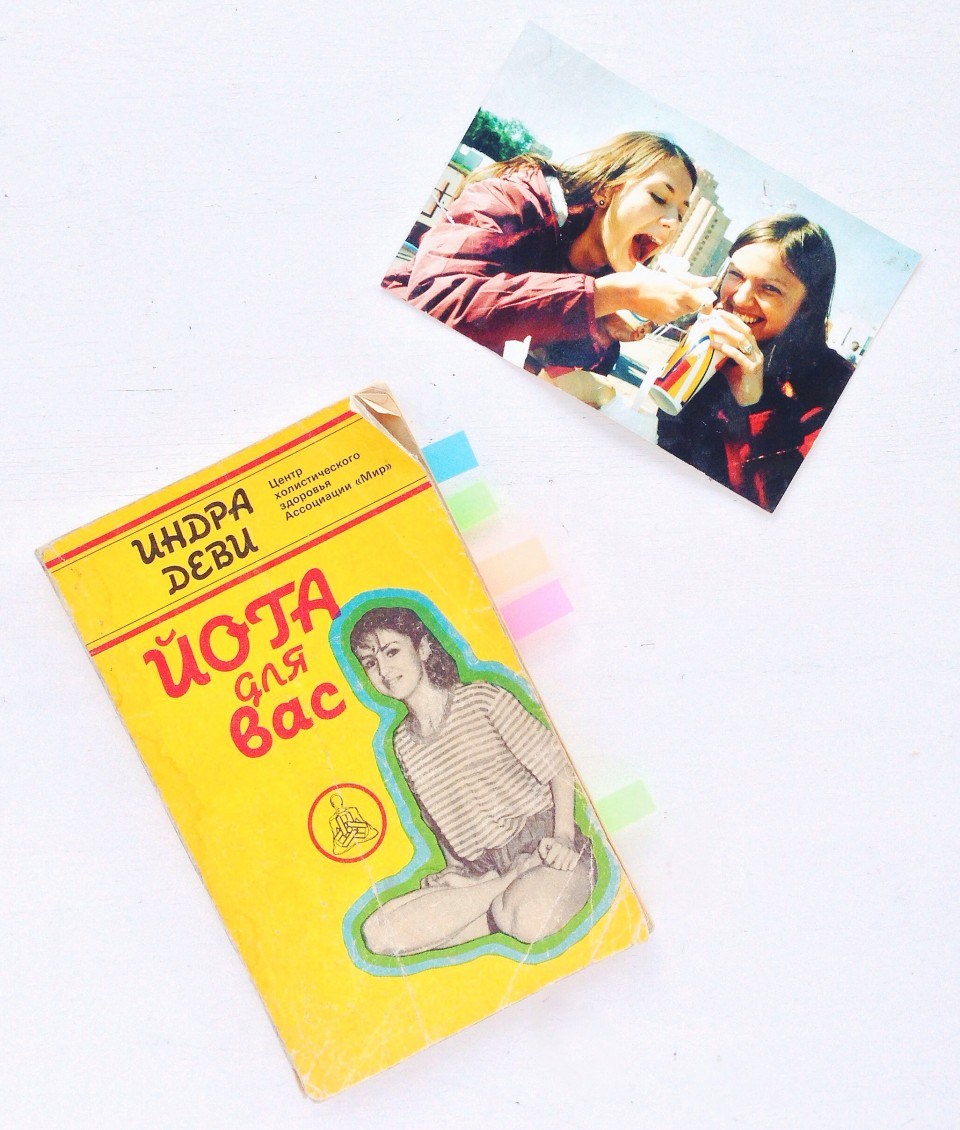 ИНДРА
ДЕВИ
Центр
холистического
здоровья
Ассоциации «Мир»
ЙОГА
для
вас